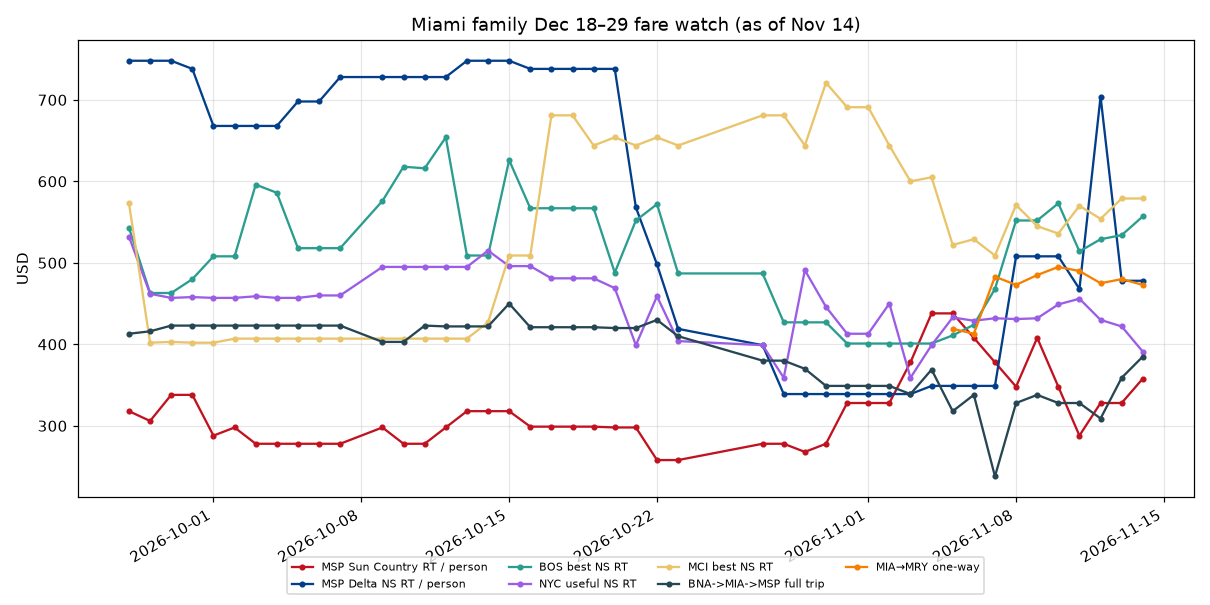 Miami family Dec 18–29 fare watch (as of Nov 14)
USD
700
600
500
400
300
2026-10-01
2026-10-08
2026-10-15
2026-10-22
2026-11-01
2026-11-08
2026-11-15
MSP Sun Country RT / person
MSP Delta NS RT / person
BOS best NS RT
NYC useful NS RT
MCI best NS RT
BNA->MIA->MSP full trip
MIA→MRY one-way